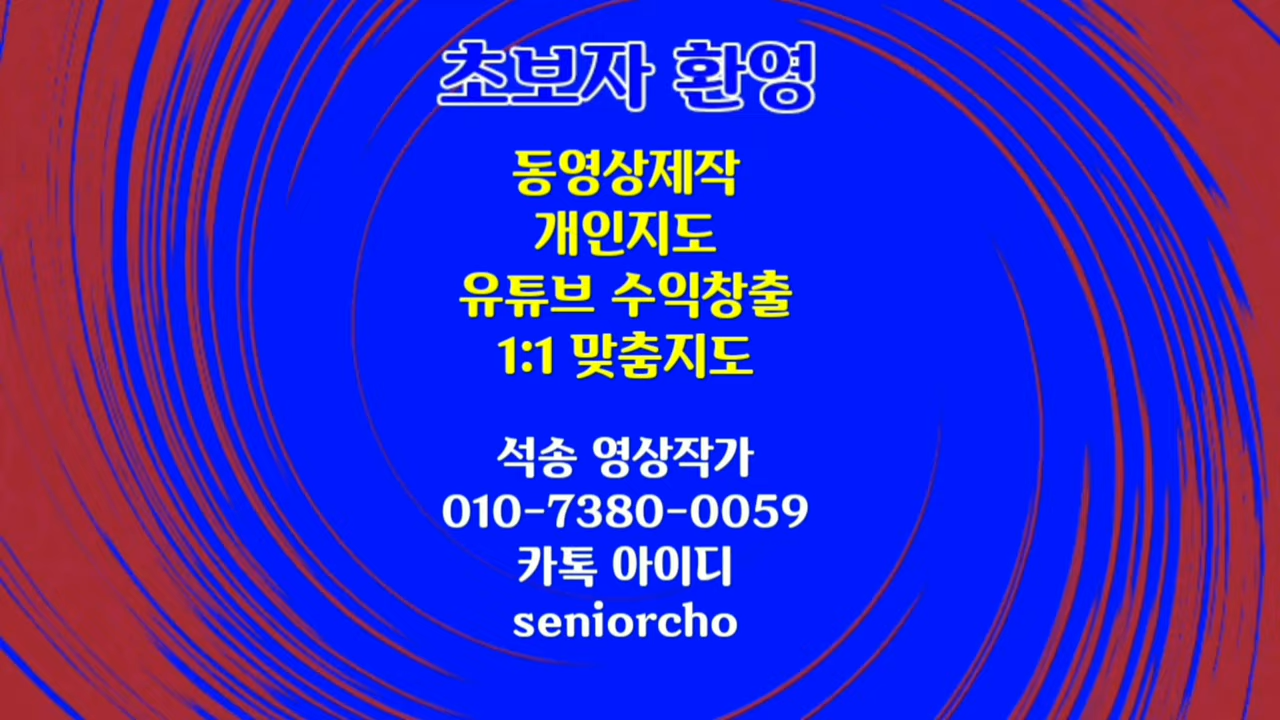 초보자 환영
동영상제작
개인지도
유튜브 수익창출
1:1 맞춤지도
석송 영상작가
010-7380-0059
카톡 아이디
seniorcho